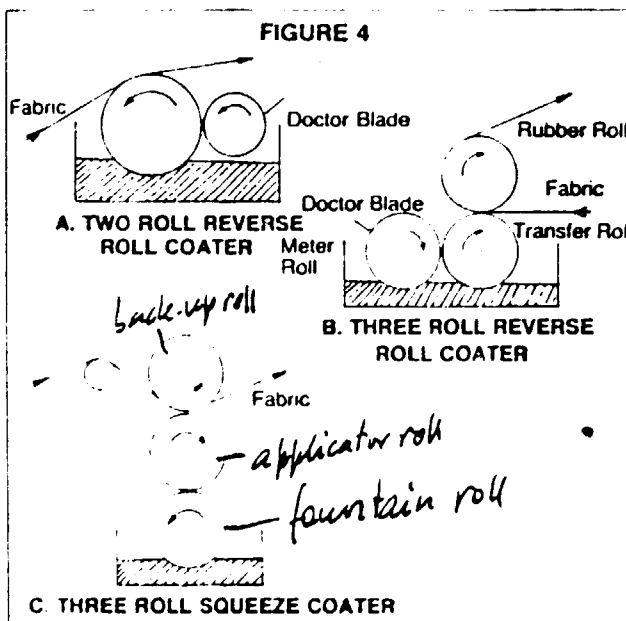 FIGURE 4
Fabric
Doctor Blade
A. TWO ROLL REVERSE
ROLL COATER
Rubber Roll
Fabric
Doctor Blade
Transfer Roll
Meter
Roll
B. THREE ROLL REVERSE
ROLL COATER
back-up roll
Fabric
applicator roll
fountain roll
C. THREE ROLL SQUEEZE COATER